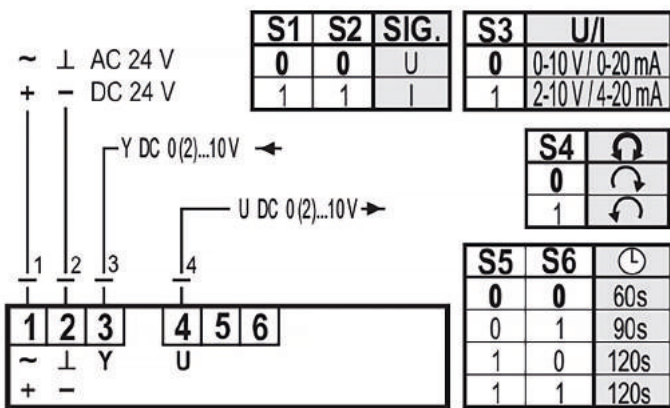 ~ ⊥ AC 24 V
+ − DC 24 V
Y DC 0 (2)...10 V
U DC 0 (2)...10V
1 2 3 4
1 2 3 4 5 6
~ ⊥ Y U
+ −
S1 S2 SIG.
0 0 U
1 1 I
S3 U/I
0 0-10 V / 0-20 mA
1 2-10 V / 4-20 mA
S4
0
1
S5 S6
0 0 60s
0 1 90s
1 0 120s
1 1 120s